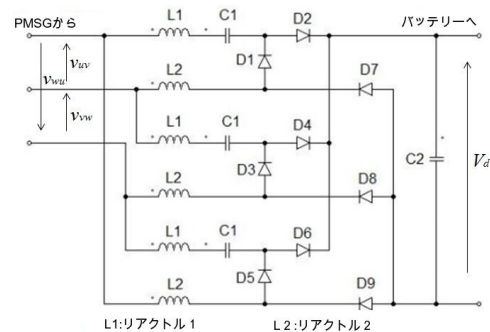 PMSGから
L1
C1
D2
バッテリーへ
v_uv
v_wu
D1
L2
D7
v_vw
L1
C1
D4
C2
V_d
D3
L2
D8
L1
C1
D6
D5
L2
D9
L1:リアクトル1
L2:リアクトル2